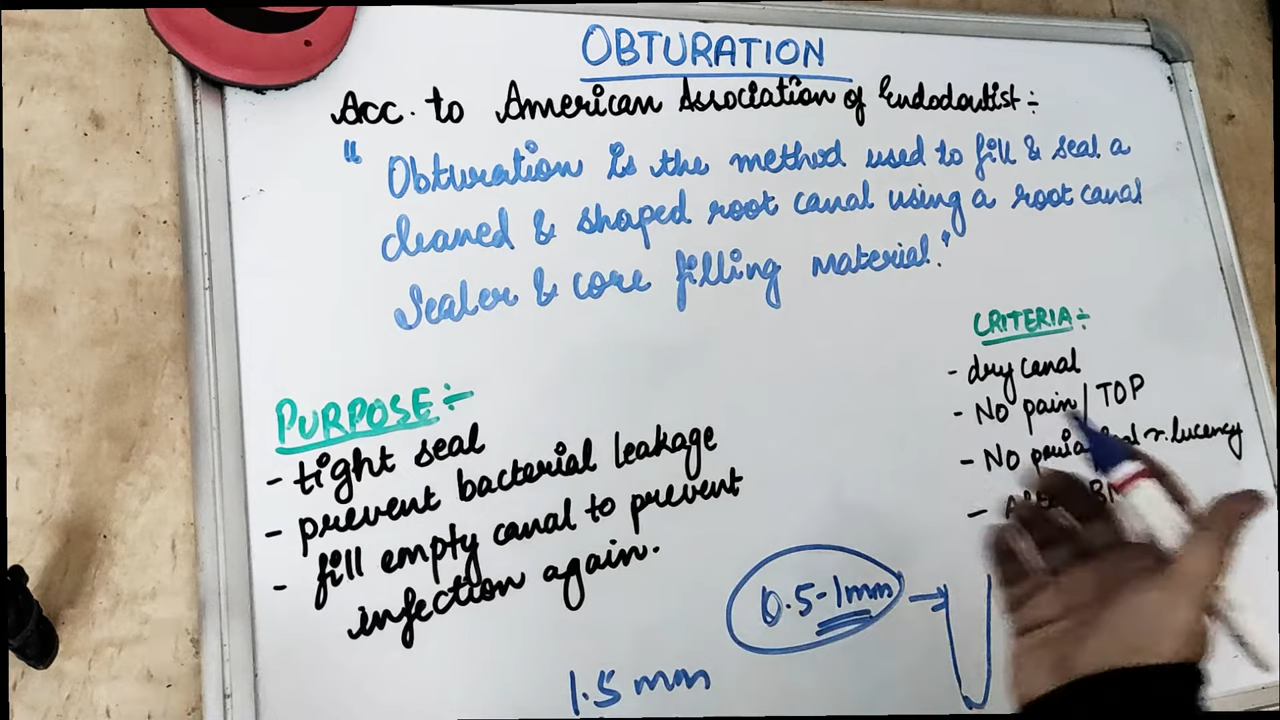 OBTURATION
Acc. to American Association of Endodontist :-
" Obturation is the method used to fill & seal a
cleaned & shaped root canal using a root canal
Sealer & core filling material."
PURPOSE :-
- tight seal
- prevent bacterial leakage
- fill empty canal to prevent
infection again.
CRITERIA :-
- dry canal
- No pain / TOP
- No r. lucency
-
0.5-1mm
1.5 mm